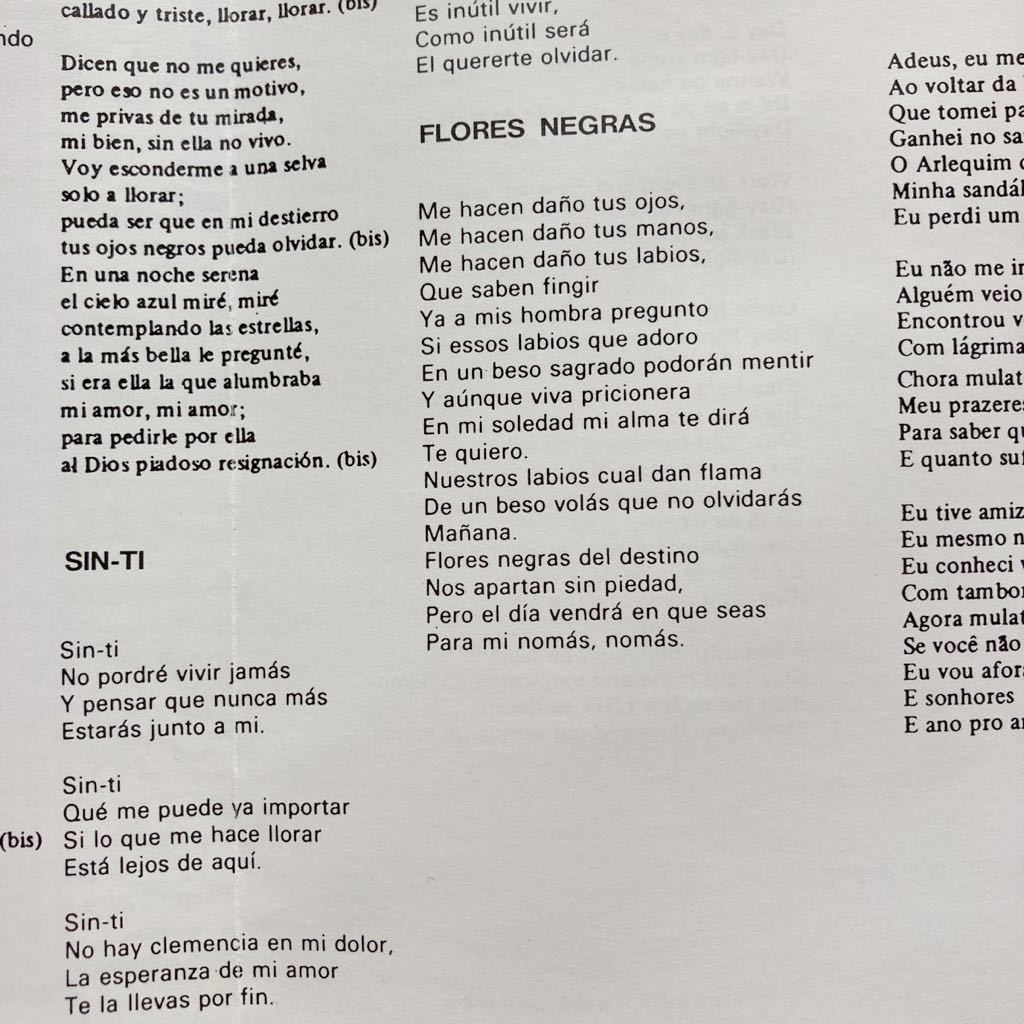 ndo
callado y triste, llorar, llorar. (bis)
Dicen que no me quieres,
pero eso no es un motivo,
me privas de tu mirada,
mi bien, sin ella no vivo.
Voy esconderme a una selva
solo a llorar;
pueda ser que en mi destierro
tus ojos negros pueda olvidar. (bis)
En una noche serena
el cielo azul miré, miré
contemplando las estrellas,
a la más bella le pregunté,
si era ella la que alumbraba
mi amor, mi amor;
para pedirle por ella
al Dios piadoso resignación. (bis)
SIN-TI
Sin-ti
No pordré vivir jamás
Y pensar que nunca más
Estarás junto a mi.
Sin-ti
Qué me puede ya importar
(bis) Si lo que me hace llorar
Está lejos de aquí.
Sin-ti
No hay clemencia en mi dolor,
La esperanza de mi amor
Te la llevas por fin.
Es inútil vivir,
Como inútil será
El quererte olvidar.
FLORES NEGRAS
Me hacen daño tus ojos,
Me hacen daño tus manos,
Me hacen daño tus labios,
Que saben fingir
Ya a mis hombra pregunto
Si essos labios que adoro
En un beso sagrado podorán mentir
Y aúnque viva pricionera
En mi soledad mi alma te dirá
Te quiero.
Nuestros labios cual dan flama
De un beso volás que no olvidarás
Mañana.
Flores negras del destino
Nos apartan sin piedad,
Pero el día vendrá en que seas
Para mi nomás, nomás.
Adeus, eu me
Ao voltar da
Que tomei pa
Ganhei no sa
O Arlequim
Minha sandál
Eu perdi um
Eu não me in
Alguém veio
Encontrou v
Com lágrima
Chora mulat
Meu prazeres
Para saber qu
E quanto suf
Eu tive amiz
Eu mesmo n
Eu conheci v
Com tambor
Agora mulat
Se você não
Eu vou afora
E sonhores
E ano pro an